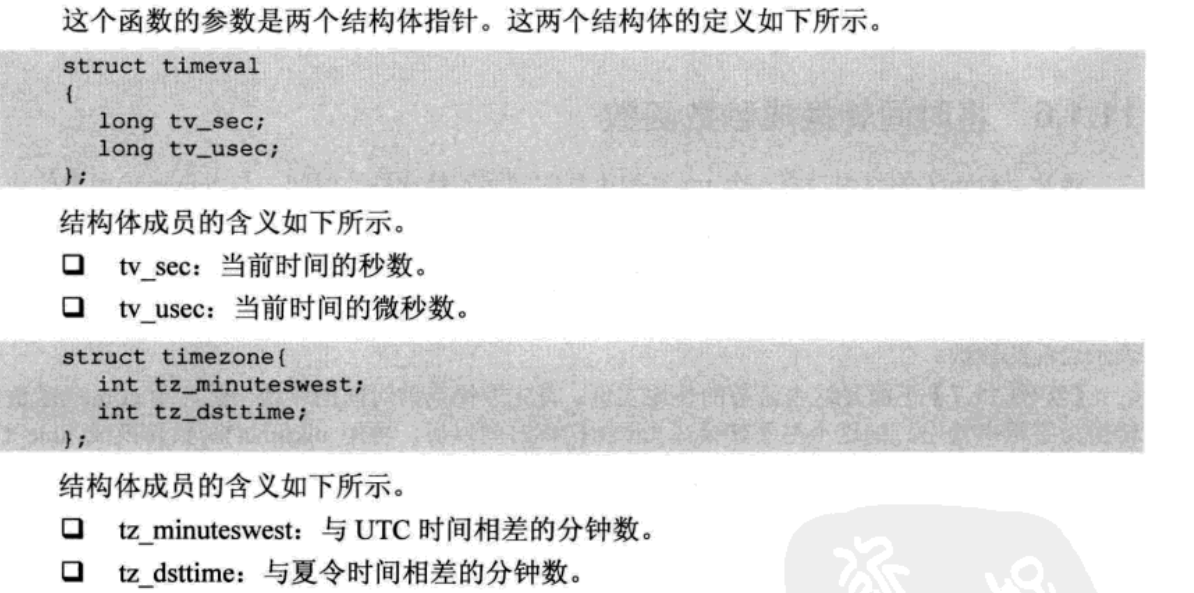 这个函数的参数是两个结构体指针。这两个结构体的定义如下所示。
struct timeval
{
long tv_sec;
long tv_usec;
};
结构体成员的含义如下所示。
❑ tv_sec：当前时间的秒数。
❑ tv_usec：当前时间的微秒数。
struct timezone{
int tz_minuteswest;
int tz_dsttime;
};
结构体成员的含义如下所示。
❑ tz_minuteswest：与 UTC 时间相差的分钟数。
❑ tz_dsttime：与夏令时间相差的分钟数。